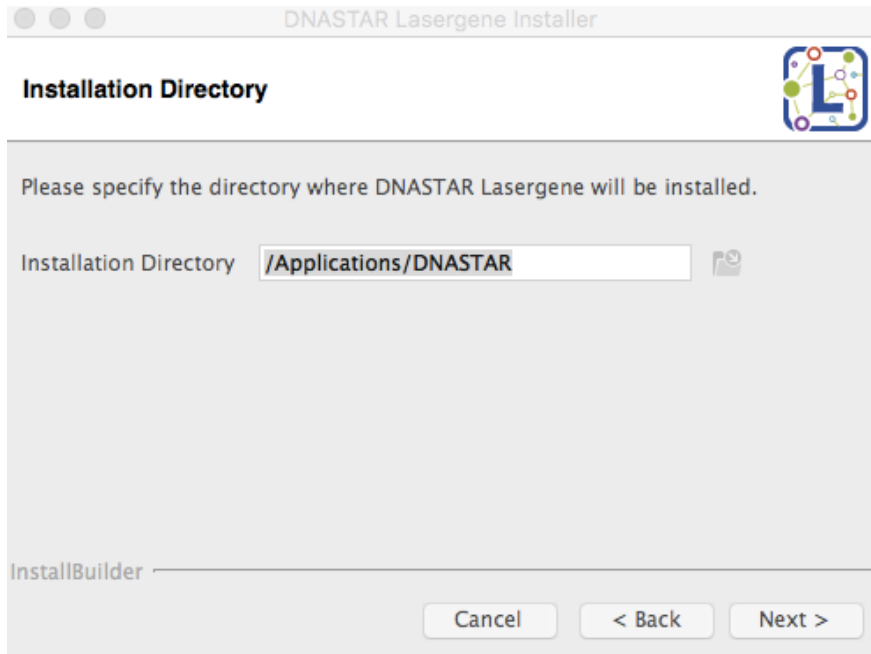 DNASTAR Lasergene Installer
Installation Directory
L
Please specify the directory where DNASTAR Lasergene will be installed.
Installation Directory /Applications/DNASTAR
InstallBuilder
Cancel < Back Next >